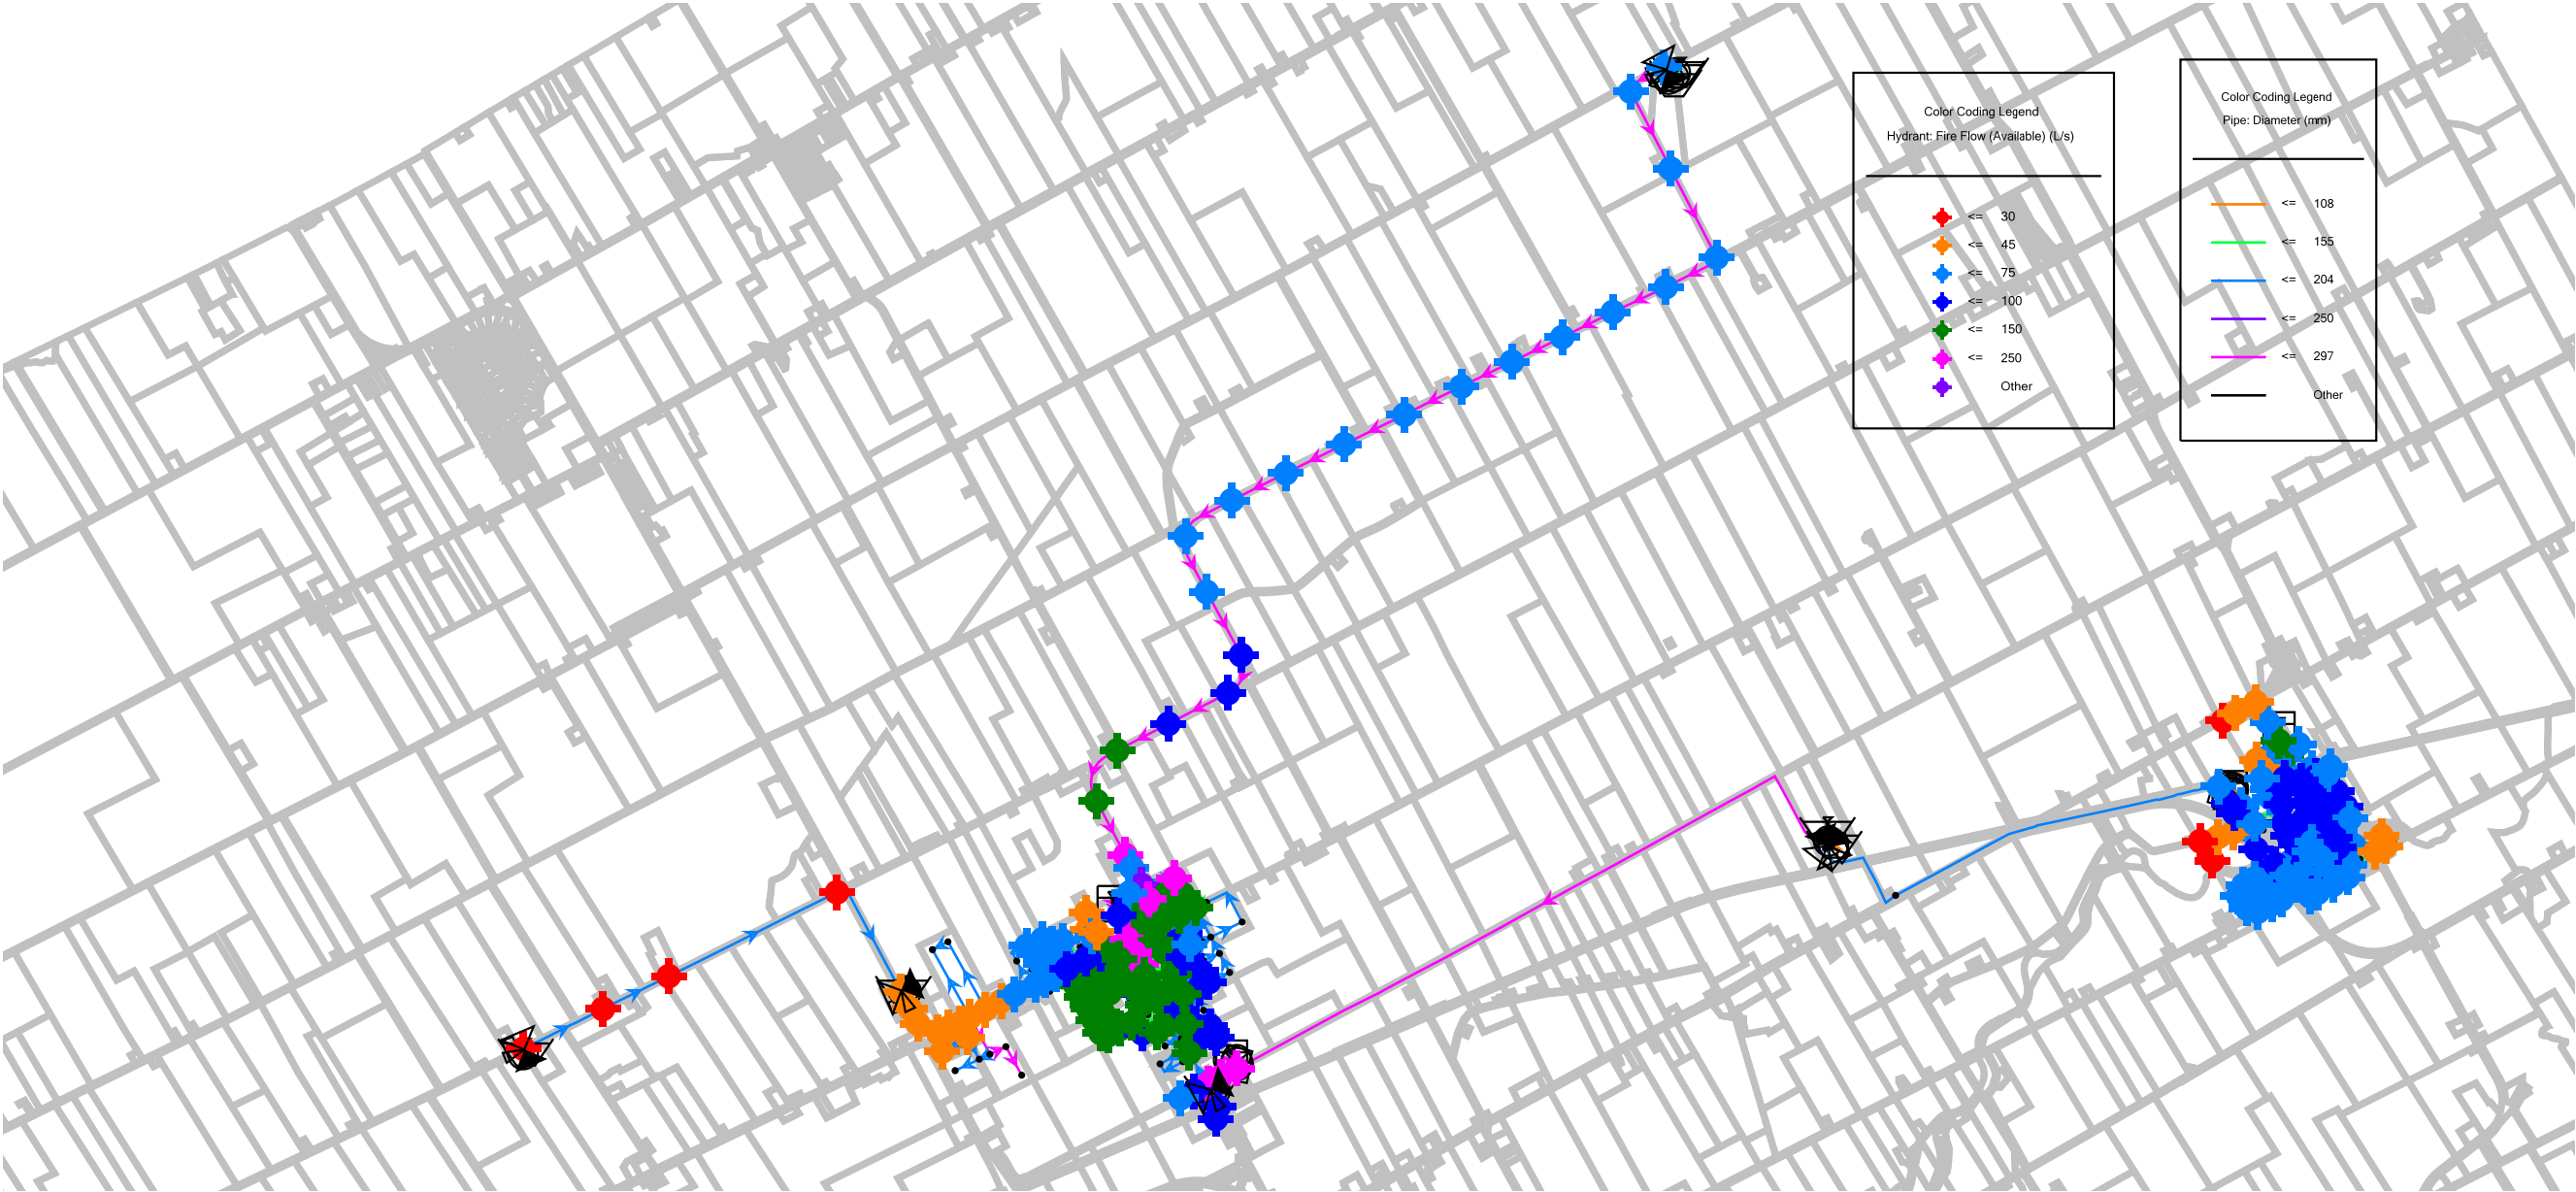 Color Coding Legend
Hydrant: Fire Flow (Available) (L/s)
<= 30
<= 45
<= 75
<= 100
<= 150
<= 250
Other
Color Coding Legend
Pipe: Diameter (mm)
<= 108
<= 155
<= 204
<= 250
<= 297
Other